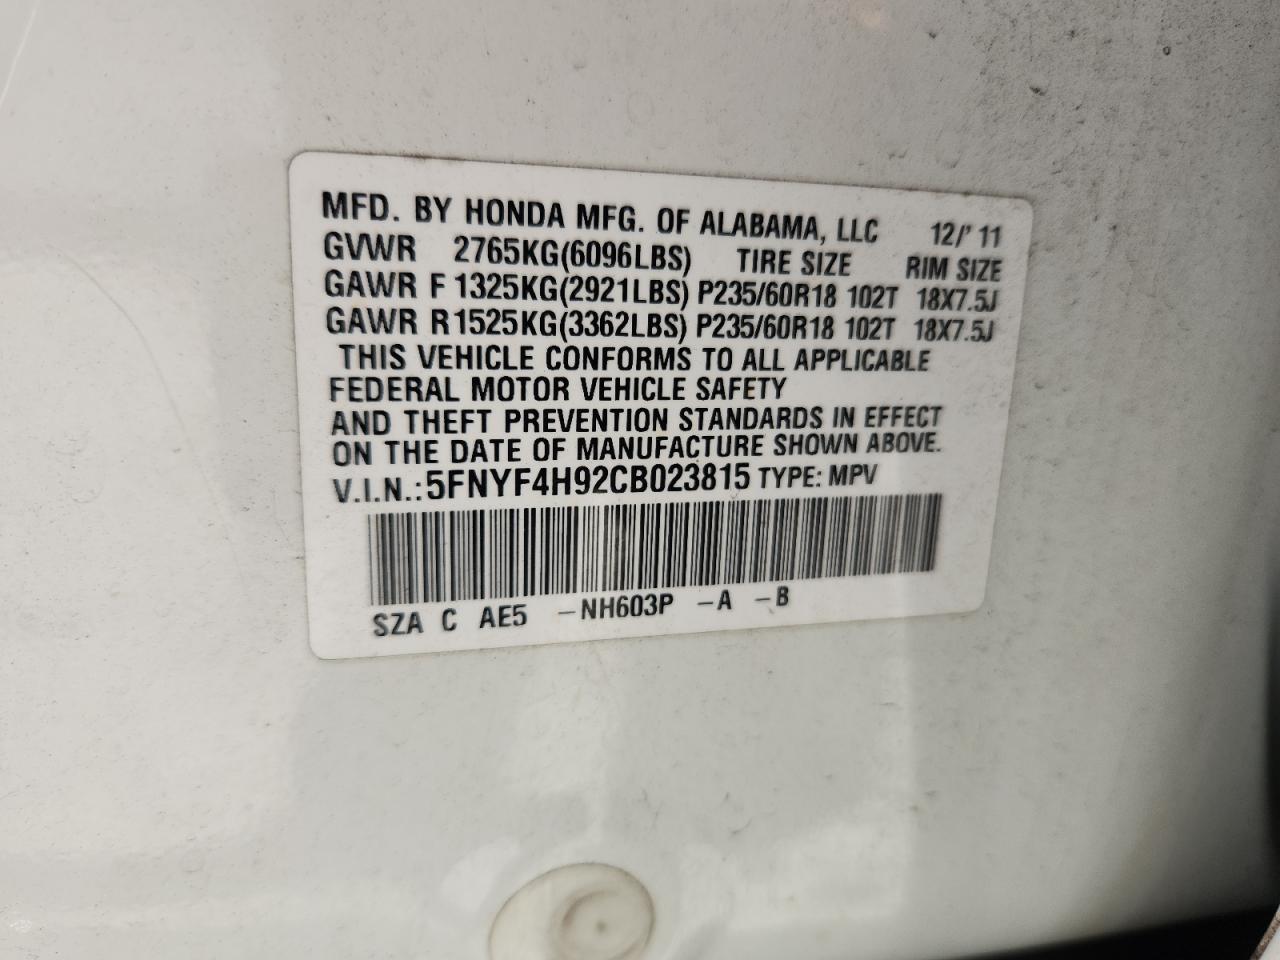 MFD. BY HONDA MFG. OF ALABAMA, LLC 12/' 11
GVWR 2765KG(6096LBS) TIRE SIZE RIM SIZE
GAWR F 1325KG(2921LBS) P235/60R18 102T 18X7.5J
GAWR R1525KG(3362LBS) P235/60R18 102T 18X7.5J
THIS VEHICLE CONFORMS TO ALL APPLICABLE
FEDERAL MOTOR VEHICLE SAFETY
AND THEFT PREVENTION STANDARDS IN EFFECT
ON THE DATE OF MANUFACTURE SHOWN ABOVE.
V.I.N.: 5FNYF4H92CB023815 TYPE: MPV
SZA C AE5 -NH603P -A -B